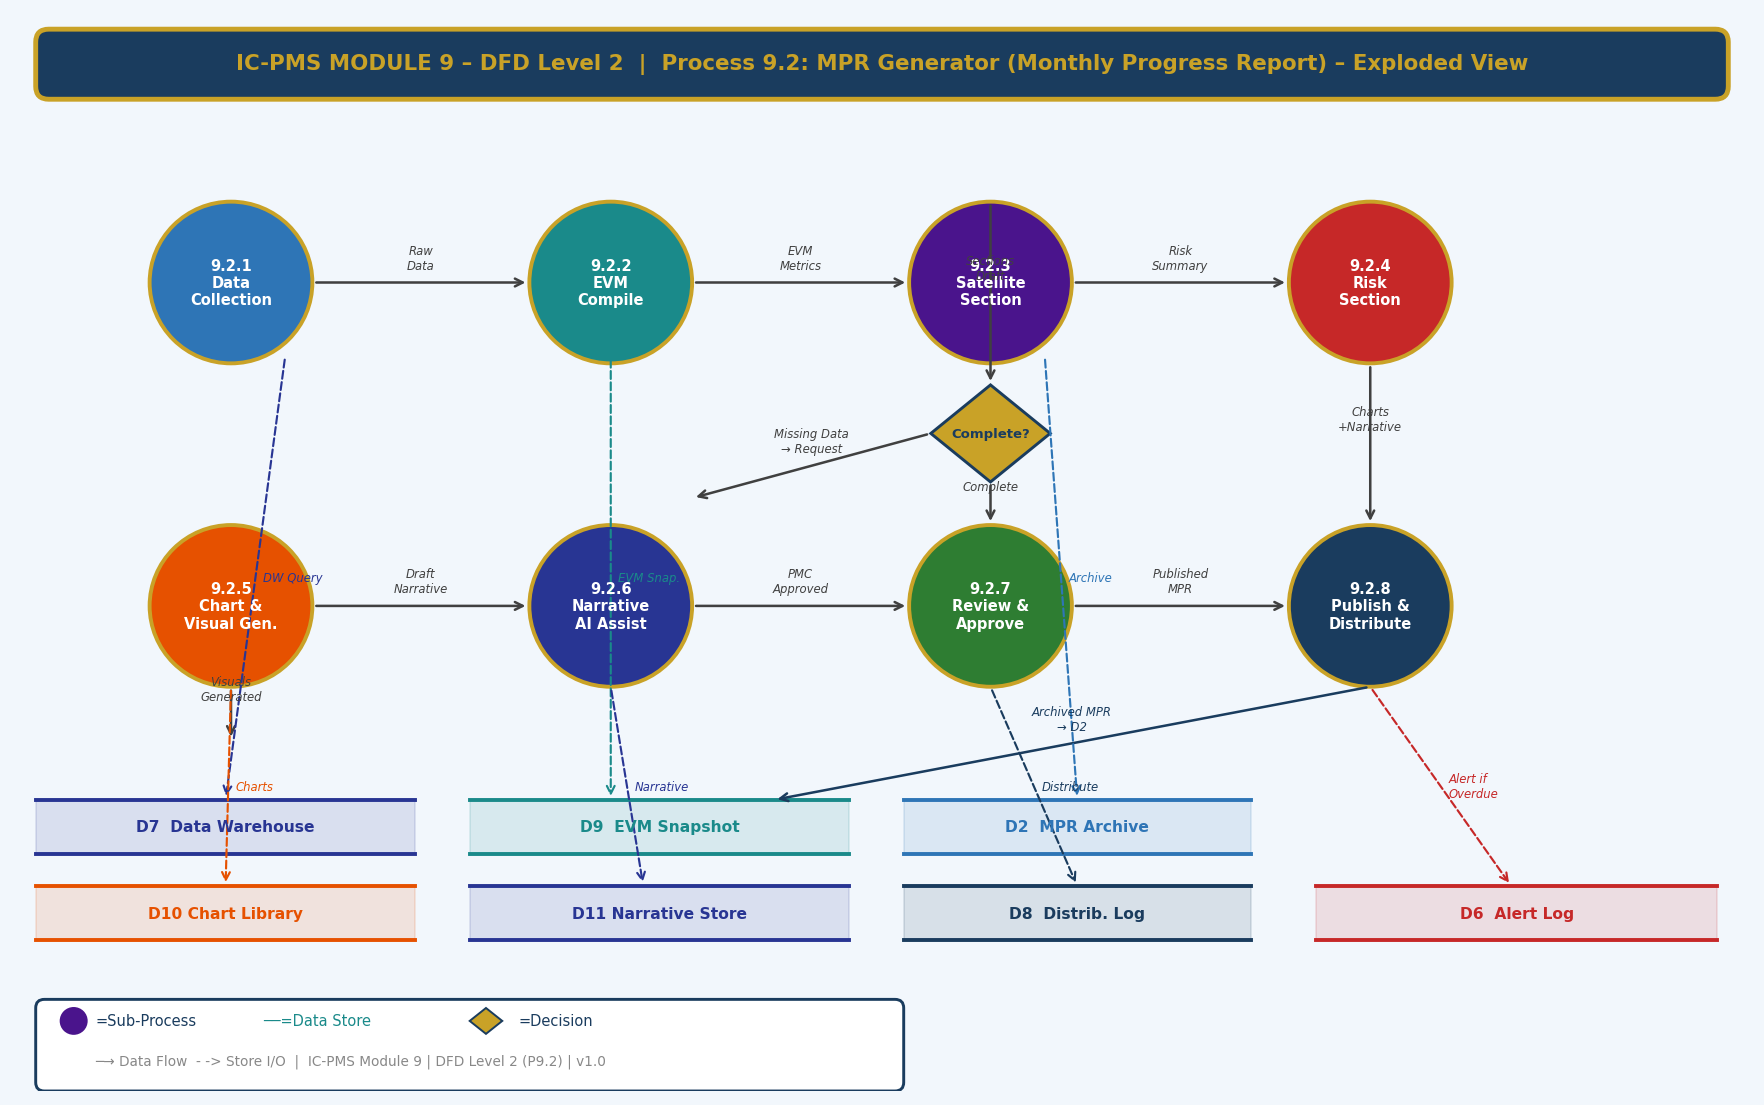 IC-PMS MODULE 9 – DFD Level 2 | Process 9.2: MPR Generator (Monthly Progress Report) – Exploded View
9.2.1
Data
Collection
Raw
Data
9.2.2
EVM
Compile
EVM
Metrics
9.2.3
Satellite
Section
Risk
Summary
9.2.4
Risk
Section
Missing Data
→ Request
Complete?
Complete
Charts
+Narrative
9.2.5
Chart &
Visual Gen.
DW Query
Draft
Narrative
9.2.6
Narrative
AI Assist
EVM Snap.
PMC
Approved
9.2.7
Review &
Approve
Archive
Published
MPR
9.2.8
Publish &
Distribute
Visuals
Generated
Archived MPR
→ D2
Charts
Narrative
Distribute
Alert if
Overdue
D7 Data Warehouse
D9 EVM Snapshot
D2 MPR Archive
D10 Chart Library
D11 Narrative Store
D8 Distrib. Log
D6 Alert Log
=Sub-Process
──=Data Store
=Decision
─→ Data Flow - -> Store I/O | IC-PMS Module 9 | DFD Level 2 (P9.2) | v1.0